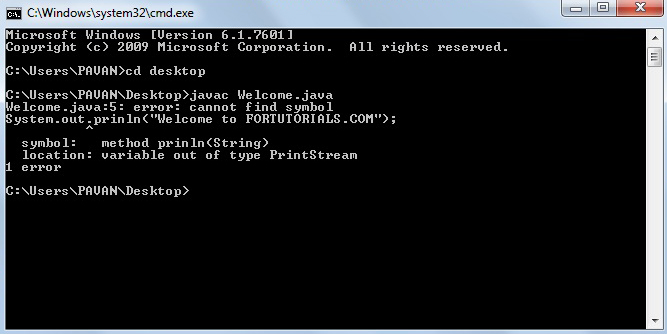 C:\Windows\system32\cmd.exe
Microsoft Windows [Version 6.1.7601]
Copyright (c) 2009 Microsoft Corporation.  All rights reserved.
C:\Users\PAVAN>cd desktop
C:\Users\PAVAN\Desktop>javac Welcome.java
Welcome.java:5: error: cannot find symbol
System.out.prinln("Welcome to FORTUTORIALS.COM");
^
symbol:   method prinln(String)
location: variable out of type PrintStream
1 error
C:\Users\PAVAN\Desktop>